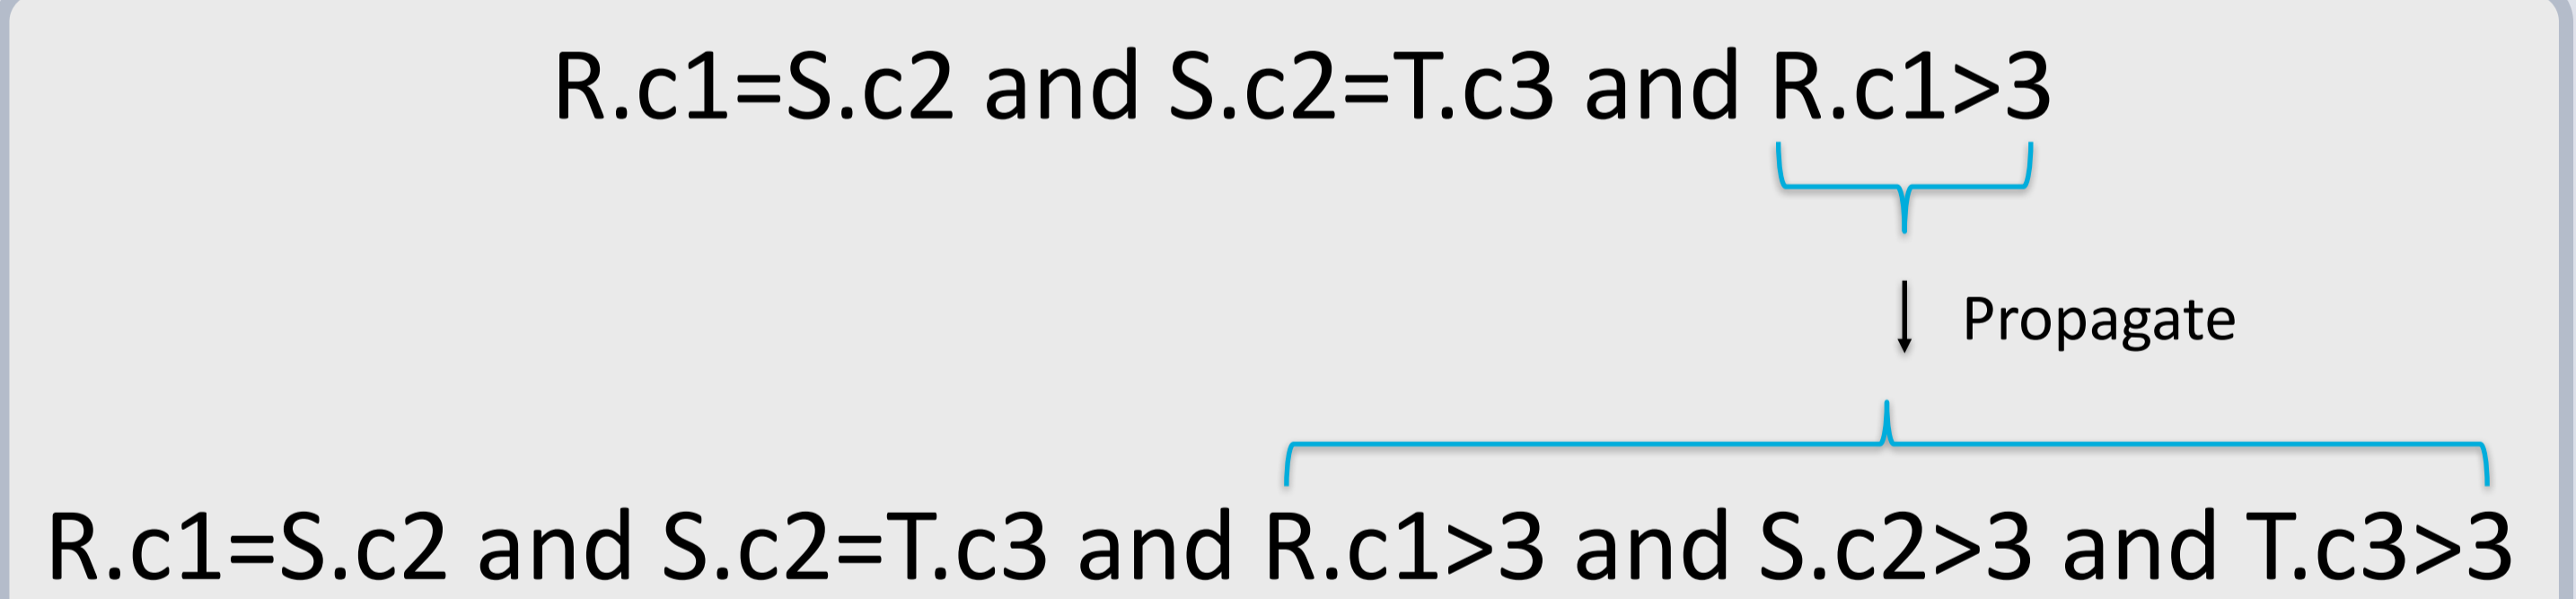 R.c1=S.c2 and S.c2=T.c3 and R.c1>3
Propagate
R.c1=S.c2 and S.c2=T.c3 and R.c1>3 and S.c2>3 and T.c3>3